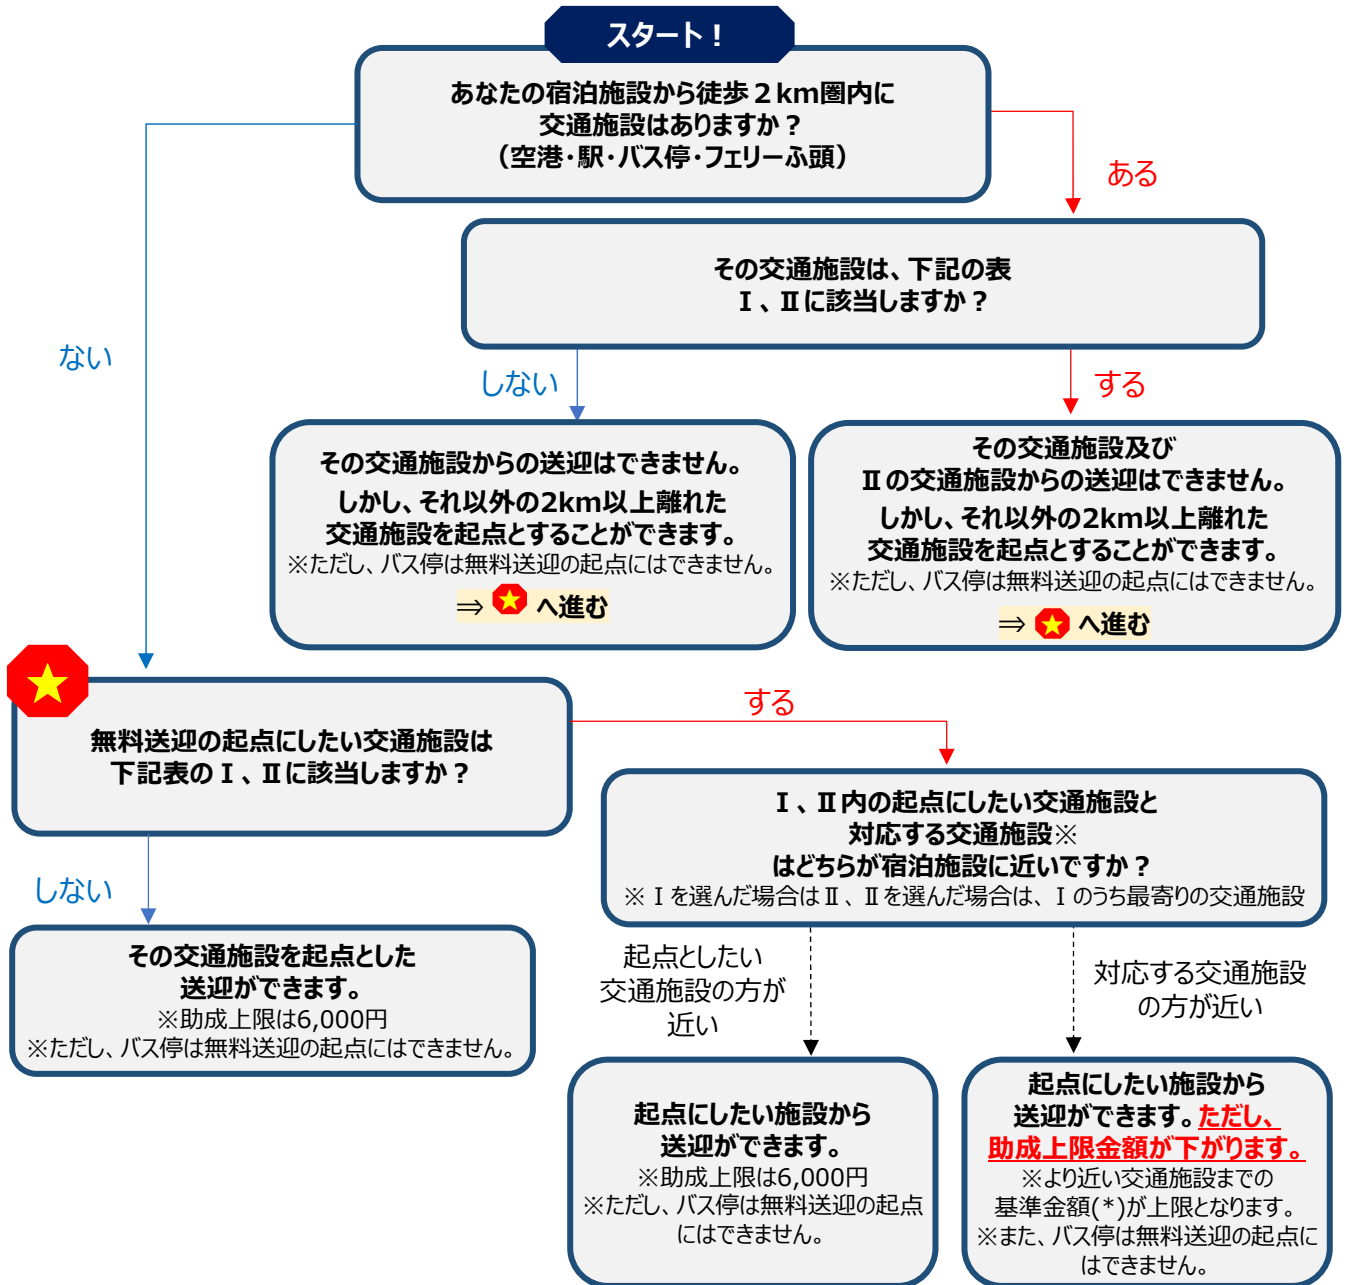 スタート！
あなたの宿泊施設から徒歩２km圏内に
交通施設はありますか？
（空港・駅・バス停・フェリーふ頭）
ある
その交通施設は、下記の表
Ⅰ、Ⅱに該当しますか？
ない
しない
する
その交通施設からの送迎はできません。
しかし、それ以外の2km以上離れた
交通施設を起点とすることができます。
※ただし、バス停は無料送迎の起点にはできません。
⇒ へ進む
その交通施設及び
Ⅱの交通施設からの送迎はできません。
しかし、それ以外の2km以上離れた
交通施設を起点とすることができます。
※ただし、バス停は無料送迎の起点にはできません。
⇒ へ進む
無料送迎の起点にしたい交通施設は
下記表のⅠ、Ⅱに該当しますか？
する
Ⅰ、Ⅱ内の起点にしたい交通施設と
対応する交通施設※
はどちらが宿泊施設に近いですか？
※Ⅰを選んだ場合はⅡ、Ⅱを選んだ場合は、Ⅰのうち最寄りの交通施設
しない
その交通施設を起点とした
送迎ができます。
※助成上限は6,000円
※ただし、バス停は無料送迎の起点にはできません。
起点としたい
交通施設の方が
近い
対応する交通施設
の方が近い
起点にしたい施設から
送迎ができます。
※助成上限は6,000円
※ただし、バス停は無料送迎の起点
にはできません。
起点にしたい施設から
送迎ができます。ただし、
助成上限金額が下がります。
※より近い交通施設までの
基準金額(*)が上限となります。
※また、バス停は無料送迎の起点に
はできません。